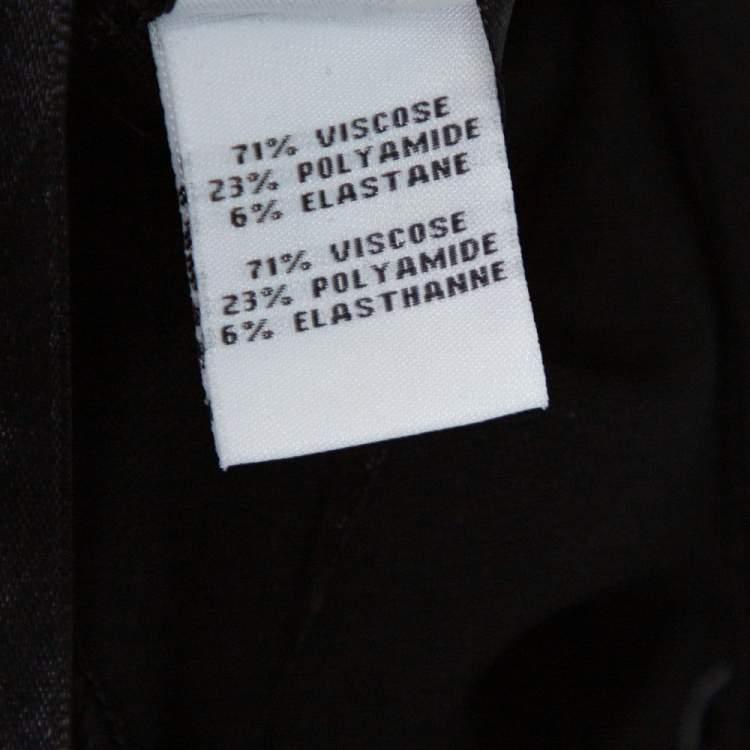 71% VISCOSE
23% POLYAMIDE
6% ELASTANE
71% VISCOSE
23% POLYAMIDE
6% ELASTHANNE